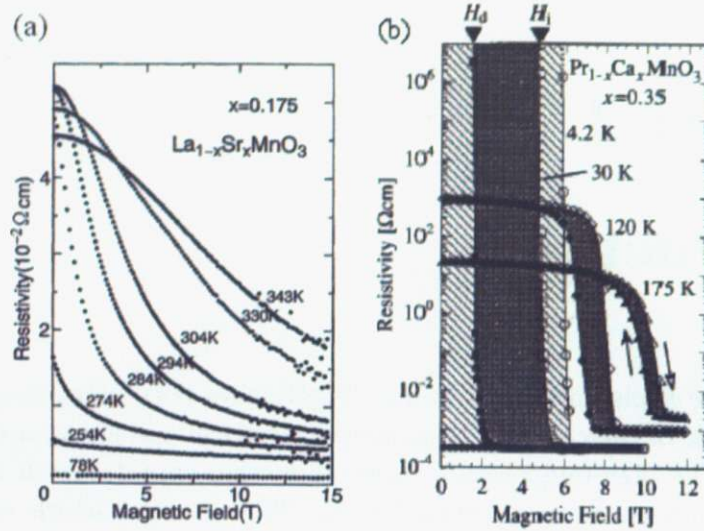 (a)
x=0.175
La₁₋ₓSrₓMnO₃
Resistivity(10⁻²Ωcm)
4
2
0
343K
330K
304K
294K
284K
274K
254K
78K
0
5
10
15
Magnetic Field(T)
(b)
H_d
H_i
Pr₁₋ₓCaₓMnO₃
x=0.35
4.2 K
30 K
120 K
175 K
Resistivity [Ωcm]
10⁶
10⁴
10²
10⁰
10⁻²
10⁻⁴
0 2 4 6 8 10 12
Magnetic Field [T]